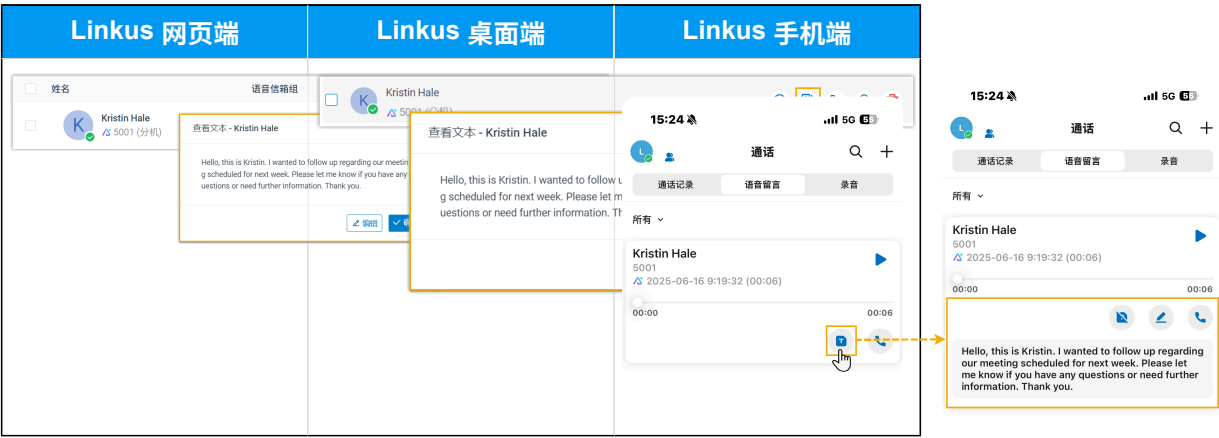 Linkus 网页端
Linkus 桌面端
Linkus 手机端
姓名
语音信箱组
Kristin Hale
5001 (分机)
查看文本 - Kristin Hale
Hello, this is Kristin. I wanted to follow up regarding our meetin
g scheduled for next week. Please let me know if you have any
uestions or need further information. Thank you.
编辑
Kristin Hale
查看文本 - Kristin Hale
Hello, this is Kristin. I wanted to follow
g scheduled for next week. Please let
uestions or need further information.
15:24
5G
L
通话
通话记录
语音留言
录音
所有
Kristin Hale
5001
2025-06-16 9:19:32 (00:06)
00:00
00:06
T
15:24
5G
L
通话
通话记录
语音留言
录音
所有
Kristin Hale
5001
2025-06-16 9:19:32 (00:06)
00:00
00:06
Hello, this is Kristin. I wanted to follow up regarding
our meeting scheduled for next week. Please let
me know if you have any questions or need further
information. Thank you.